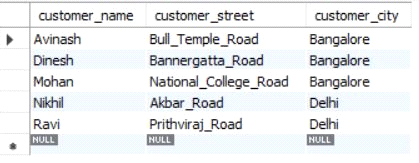 customer_name customer_street customer_city
Avinash Bull_Temple_Road Bangalore
Dinesh Bannergatta_Road Bangalore
Mohan National_College_Road Bangalore
Nikhil Akbar_Road Delhi
Ravi Prithviraj_Road Delhi
NULL NULL NULL